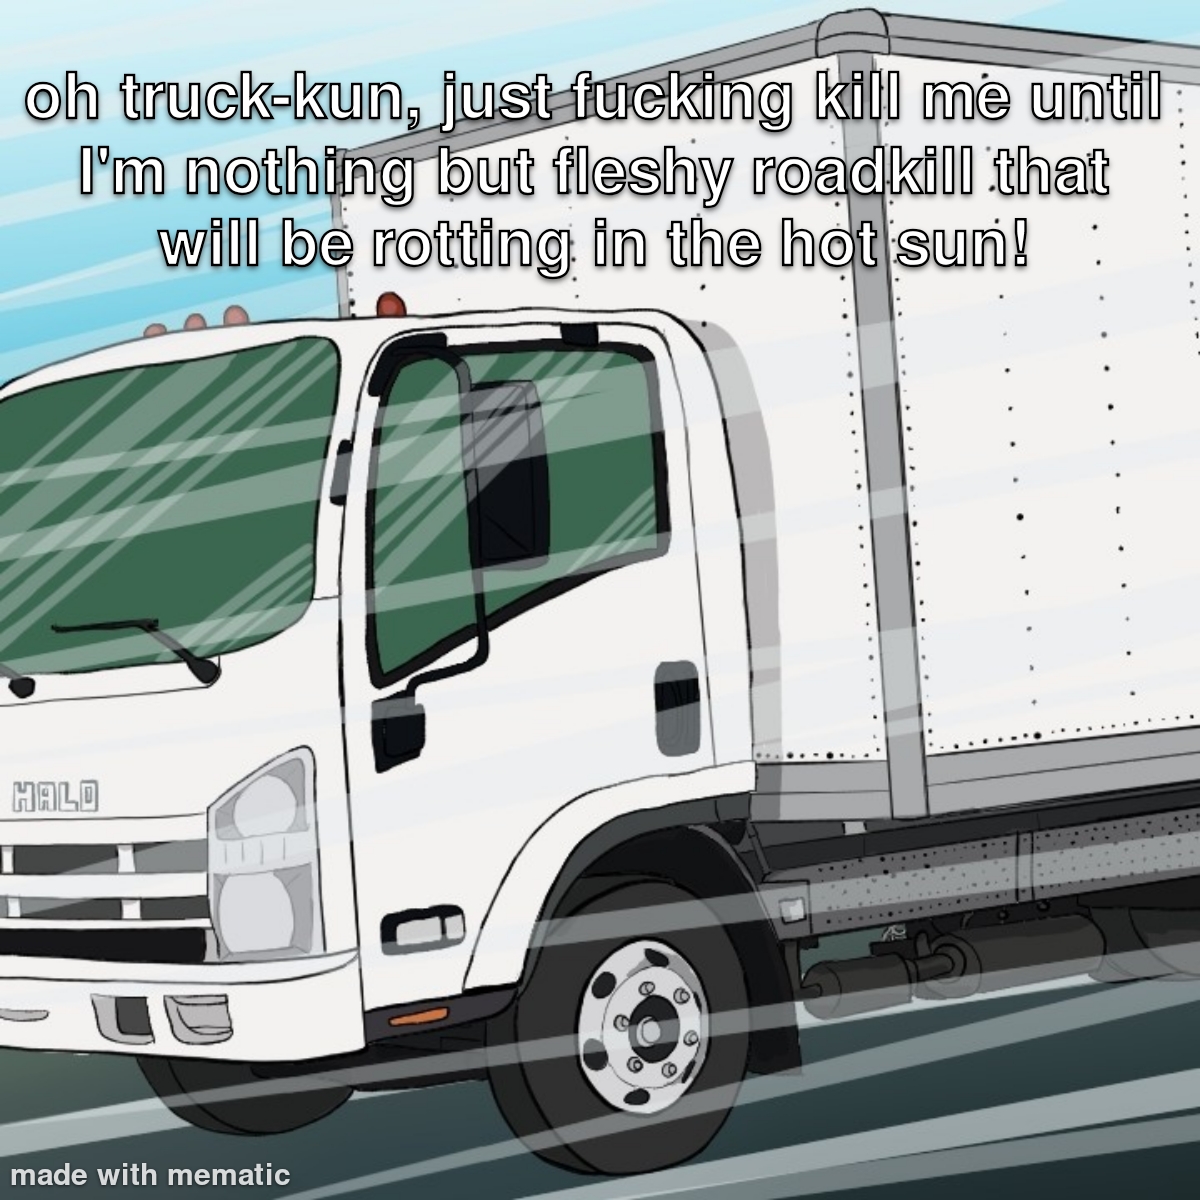 oh truck-kun, just fucking kill me until
I'm nothing but fleshy roadkill that
will be rotting in the hot sun!
HALO
made with mematic